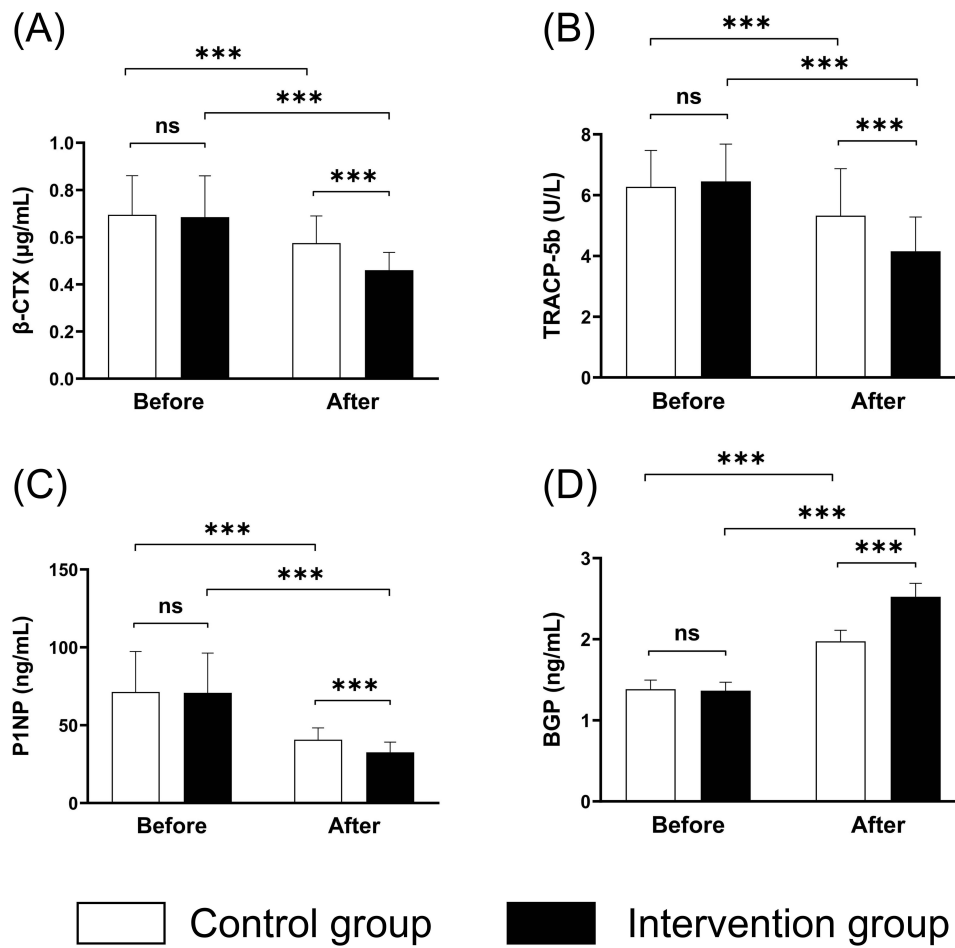 (A)
***
***
ns
***
β-CTX (μg/mL)
1.0
0.8
0.6
0.4
0.2
0.0
Before After
(B)
***
***
ns
***
TRACP-5b (U/L)
8
6
4
2
0
Before After
(C)
***
***
ns
***
P1NP (ng/mL)
150
100
50
0
Before After
(D)
***
***
***
ns
BGP (ng/mL)
3
2
1
0
Before After
Control group Intervention group